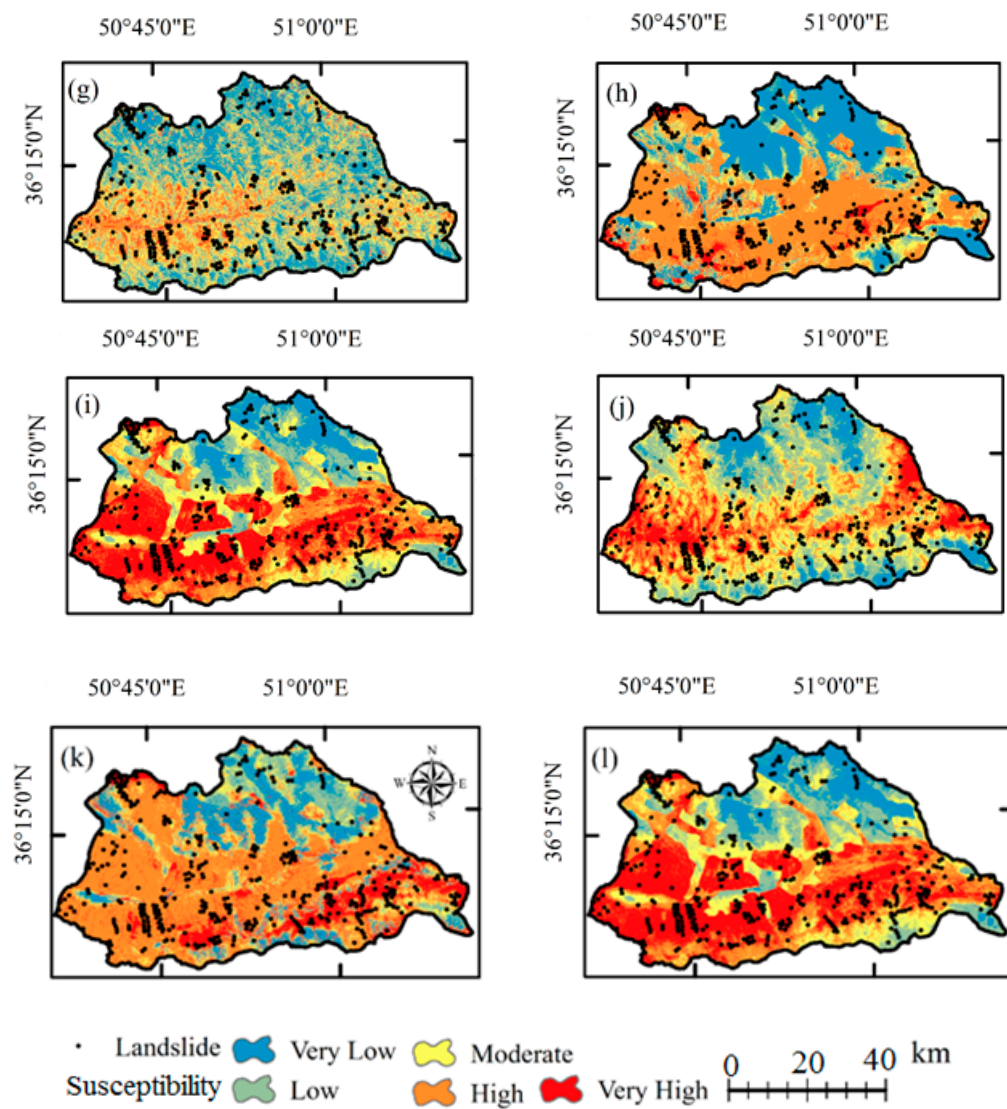 50°45'0"E 51°0'0"E 50°45'0"E 51°0'0"E
36°15'0"N (g) 36°15'0"N (h)
50°45'0"E 51°0'0"E 50°45'0"E 51°0'0"E
36°15'0"N (i) 36°15'0"N (j)
50°45'0"E 51°0'0"E 50°45'0"E 51°0'0"E
36°15'0"N (k) N W E S 36°15'0"N (l)
Landslide Very Low Moderate 0 20 40 km
Susceptibility Low High Very High